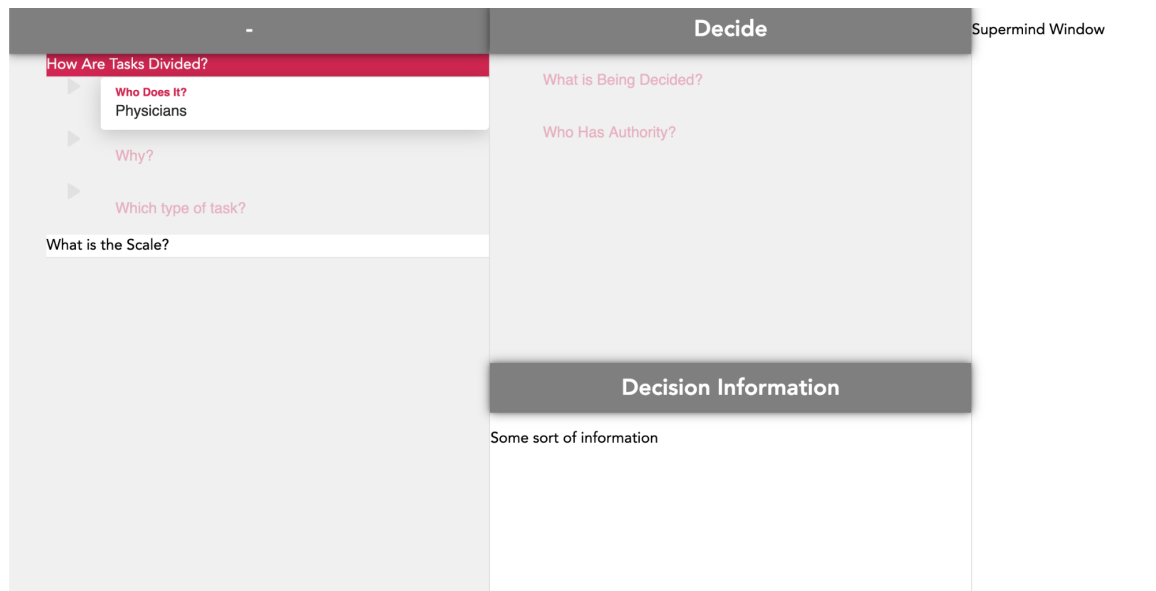 -
How Are Tasks Divided?
Who Does It?
Physicians
Why?
Which type of task?
What is the Scale?
Decide
What is Being Decided?
Who Has Authority?
Decision Information
Some sort of information
Supermind Window